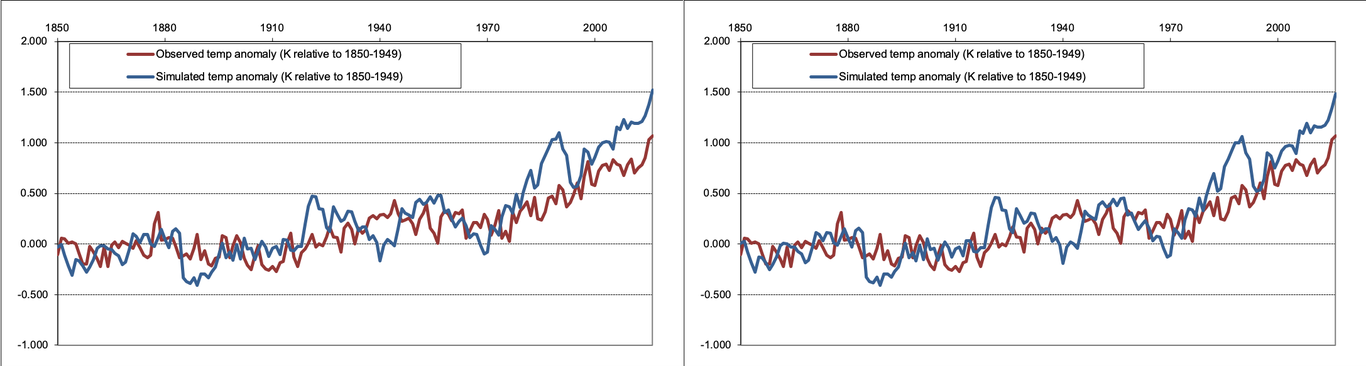 1850 1880 1910 1940 1970 2000
2.000
Observed temp anomaly (K relative to 1850-1949)
Simulated temp anomaly (K relative to 1850-1949)
1.500
1.000
0.500
0.000
-0.500
-1.000
1850 1880 1910 1940 1970 2000
2.000
Observed temp anomaly (K relative to 1850-1949)
Simulated temp anomaly (K relative to 1850-1949)
1.500
1.000
0.500
0.000
-0.500
-1.000